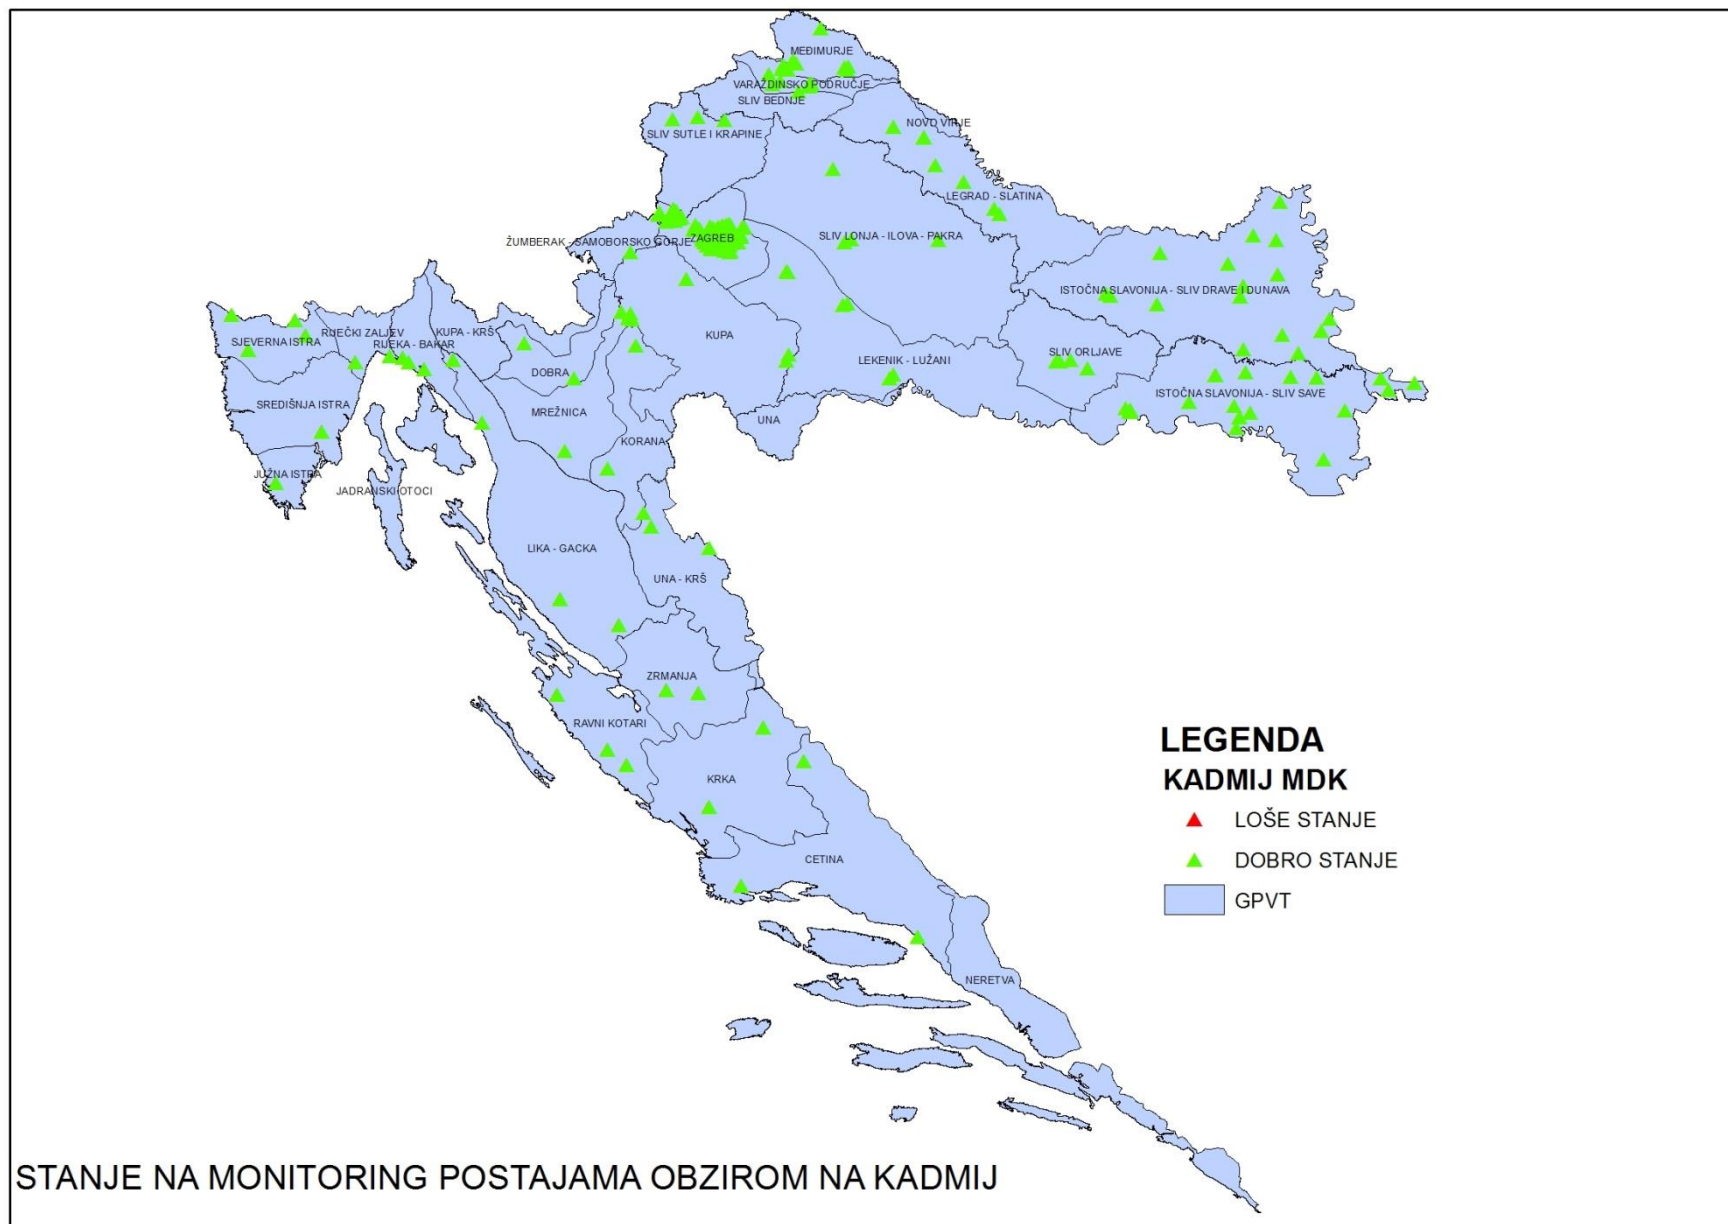 MEĐIMURJE
VARAŽDINSKO PODRUČJE
SLIV BEDNJE
NOVO VIRJE
SLIV SUTLE I KRAPINE
LEGRAD - SLATINA
ŽUMBERAK - SAMOBORSKO GORJE
ZAGREB
SLIV LONJA - ILOVA - PAKRA
ISTOČNA SLAVONIJA - SLIV DRAVE I DUNAVA
RIJEČKI ZALJEV
KUPA - KRŠ
KUPA
SJEVERNA ISTRA
RIJEKA - BAKAR
SLIV ORLJAVE
LEKENIK - LUŽANI
DOBRA
ISTOČNA SLAVONIJA - SLIV SAVE
SREDIŠNJA ISTRA
MREŽNICA
UNA
KORANA
JUŽNA ISTRA
JADRANSKI OTOCI
LIKA - GACKA
UNA - KRŠ
ZRMANJA
RAVNI KOTARI
KRKA
CETINA
NERETVA
LEGENDA
KADMIJ MDK
LOŠE STANJE
DOBRO STANJE
GPVT
STANJE NA MONITORING POSTAJAMA OBZIROM NA KADMIJ